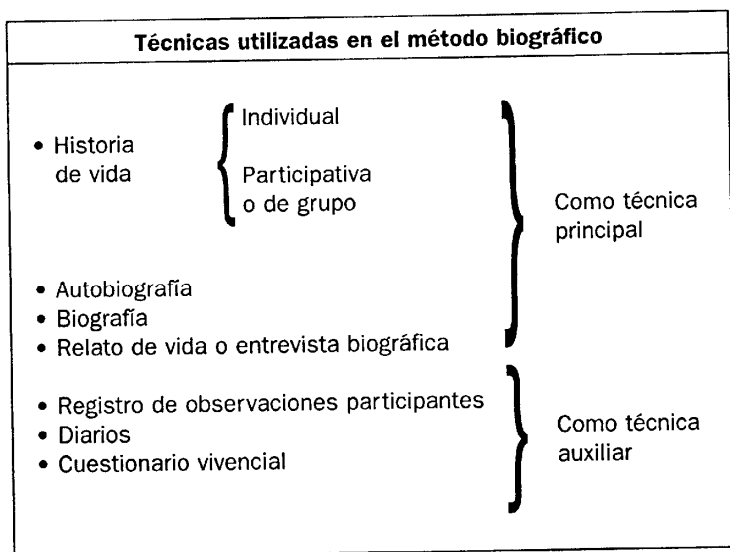 Técnicas utilizadas en el método biográfico
• Historia
de vida
Individual
Participativa
o de grupo
Como técnica
principal
• Autobiografía
• Biografía
• Relato de vida o entrevista biográfica
• Registro de observaciones participantes
• Diarios
• Cuestionario vivencial
Como técnica
auxiliar